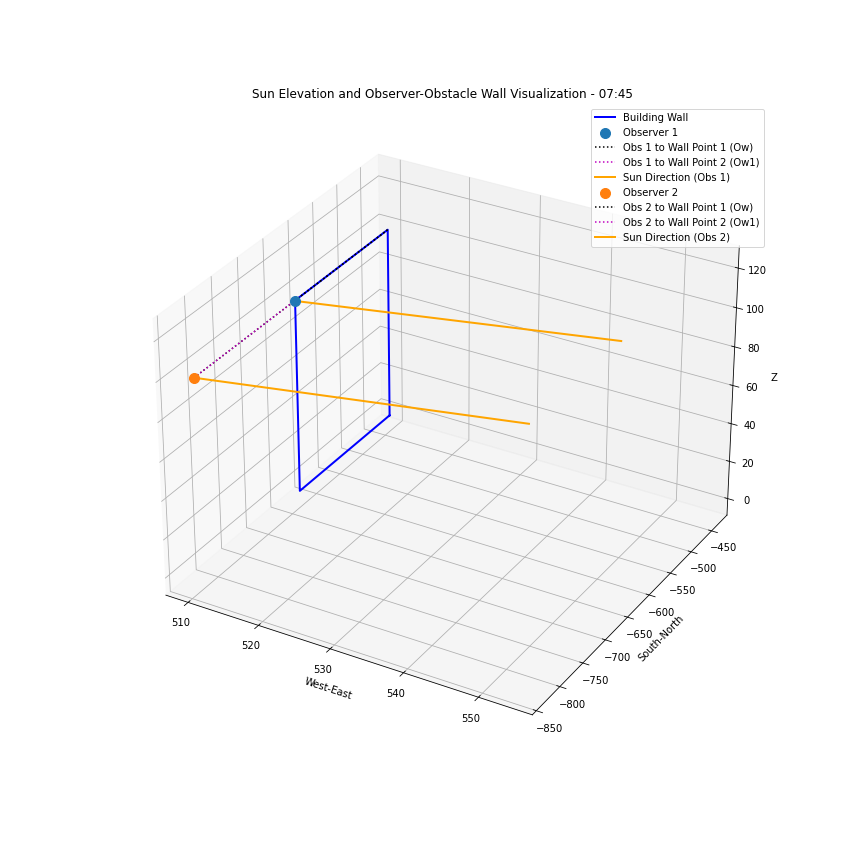 Sun Elevation and Observer-Obstacle Wall Visualization - 07:45
Building Wall
Observer 1
Obs 1 to Wall Point 1 (Ow)
Obs 1 to Wall Point 2 (Ow1)
Sun Direction (Obs 1)
Observer 2
Obs 2 to Wall Point 1 (Ow)
Obs 2 to Wall Point 2 (Ow1)
Sun Direction (Obs 2)
120
100
80
60
40
20
0
Z
−450
−500
−550
−600
−650
−700
−750
−800
−850
South-North
510
520
530
540
550
West-East